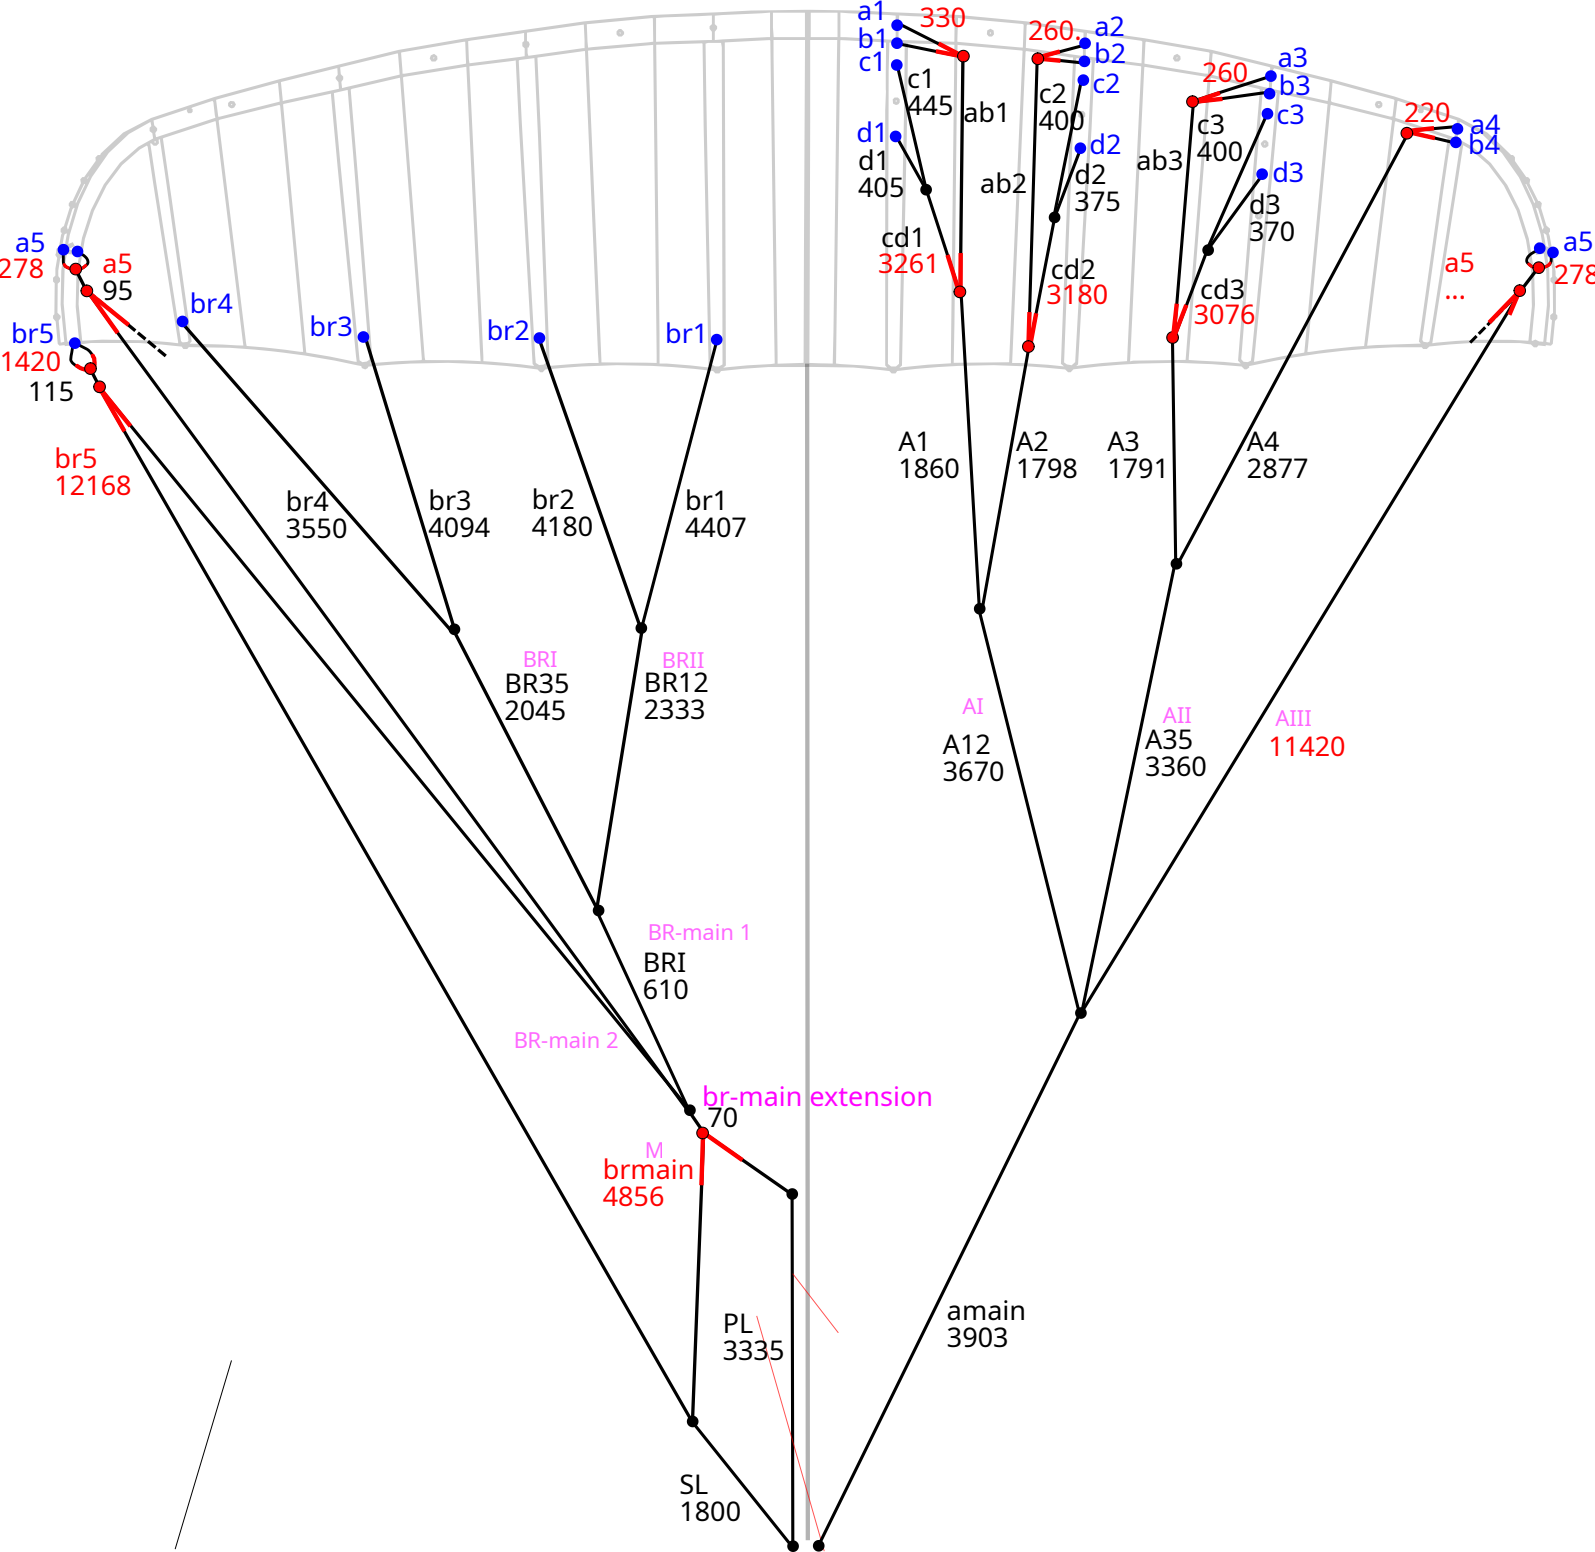 a1
330
b1
260.
a2
b2
c1
c1
445
ab1
c2
c2
400
260
a3
b3
c3
c3
400
220
a4
b4
d1
d1
405
ab2
d2
d2
375
ab3
d3
d3
370
a5
278
a5
95
br4
br3
br2
br1
cd1
3261
cd2
3180
cd3
3076
a5
...
a5
278
br5
1420
115
br5
12168
br4
3550
br3
4094
br2
4180
br1
4407
A1
1860
A2
1798
A3
1791
A4
2877
BRI
BR35
2045
BRII
BR12
2333
AI
A12
3670
AII
A35
3360
AIII
11420
BR-main 1
BRI
610
BR-main 2
br-main extension
70
M
brmain
4856
PL
3335
amain
3903
SL
1800